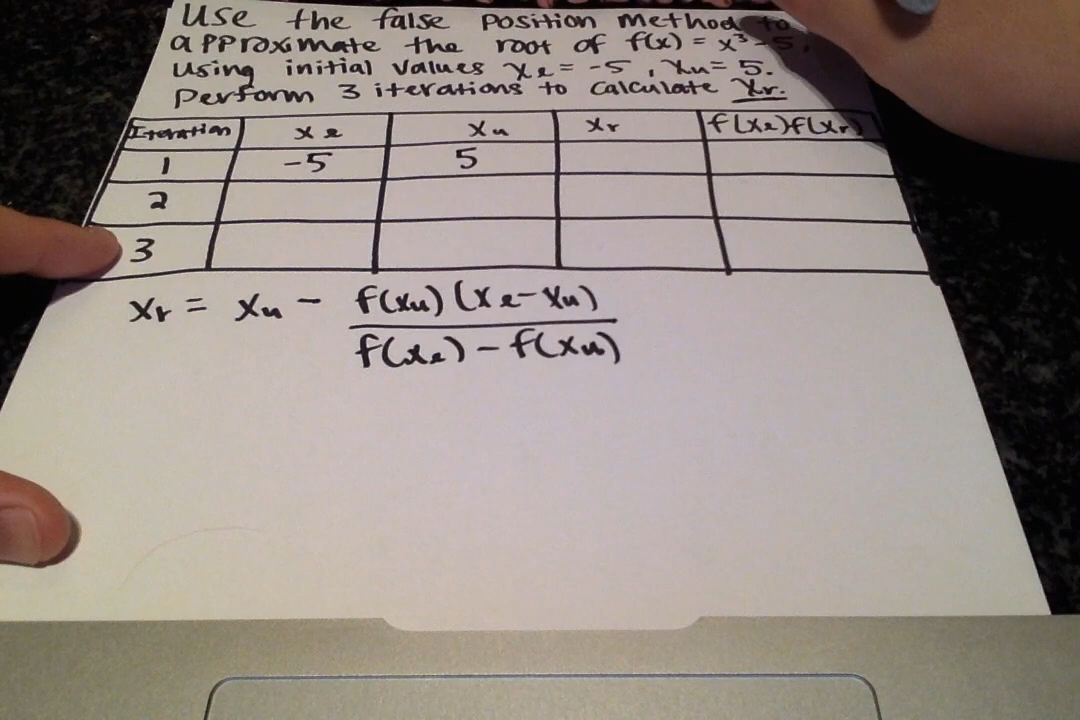 Use the false position method to
approximate the root of f(x) = x³-5,
using initial values xℓ = -5, xu = 5.
Perform 3 iterations to calculate xr.
Iteration xℓ xu xr f(xℓ)f(xr)
1 -5 5
2
3
xr = xu - f(xu)(xℓ-xu)
f(xℓ)-f(xu)